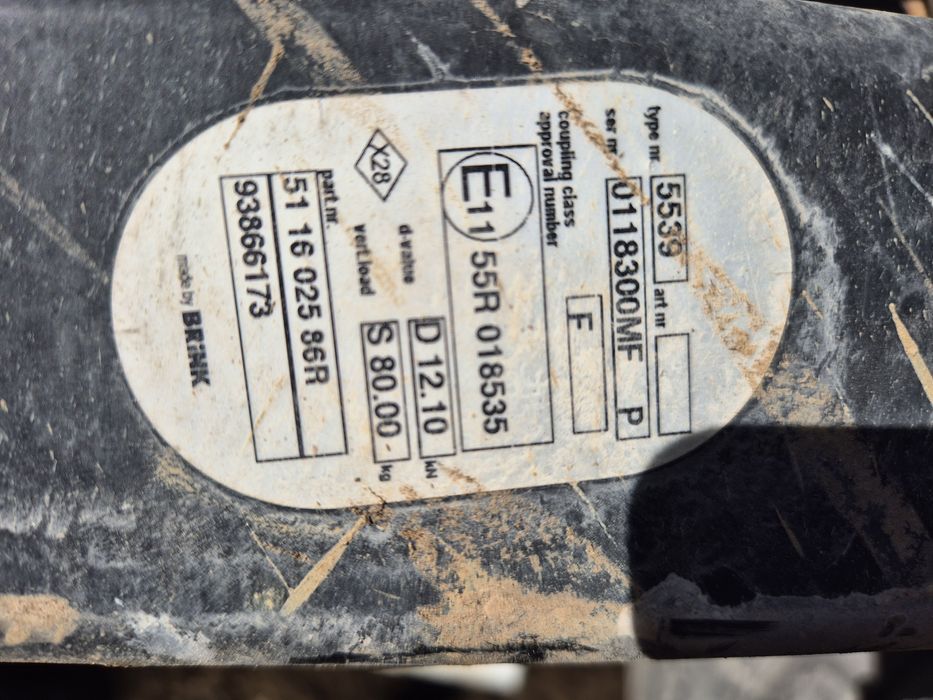 type nr. 5539 art nr
ser nr 0118300MF P
coupling class F
approval number
E11 55R 018535
X28 d-value D 12.10 kN
vert.load S 80.00 kg
part.nr.
51 16 025 86R
93866173
made by BRINK